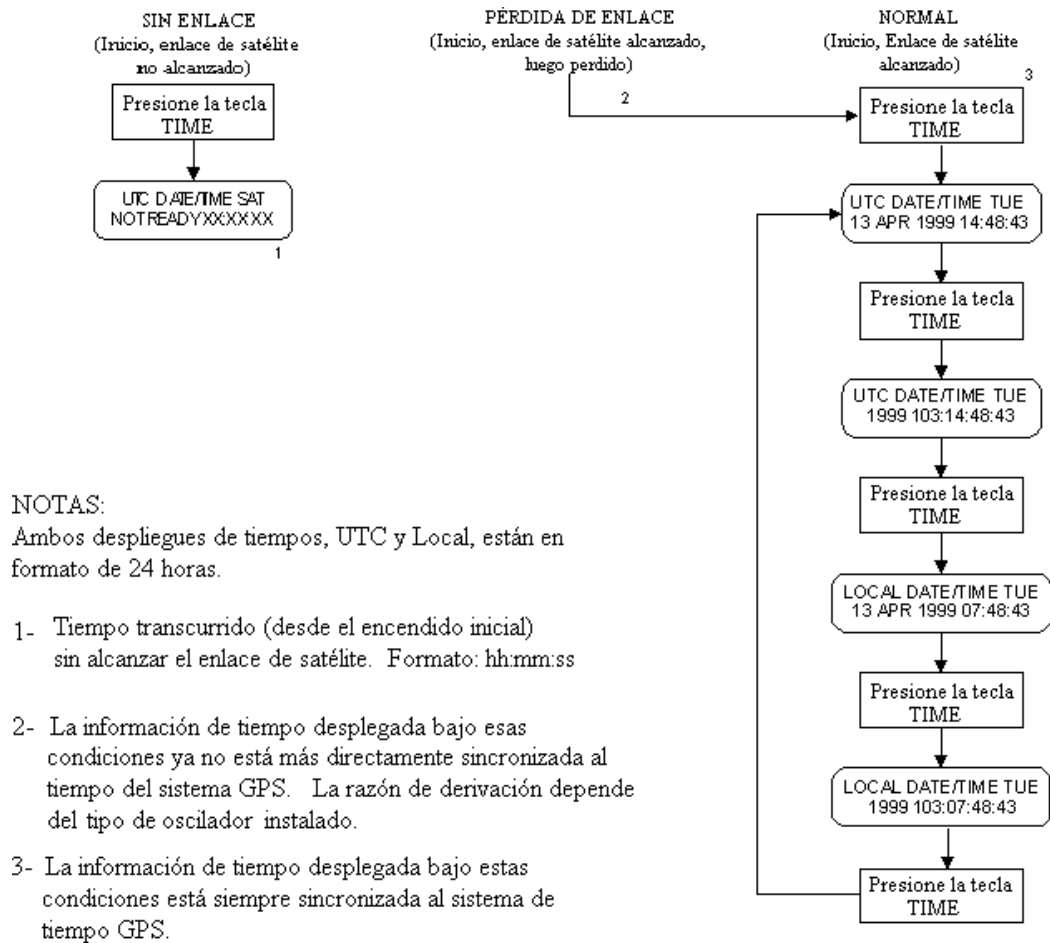 SIN ENLACE
(Inicio, enlace de satélite
no alcanzado)
Presione la tecla
TIME
UTC DATE/TIME SAT
NOT READYXXXXXX
1
PÉRDIDA DE ENLACE
(Inicio, enlace de satélite alcanzado,
luego perdido)
2
NORMAL
(Inicio, Enlace de satélite
alcanzado)
3
Presione la tecla
TIME
UTC DATE/TIME TUE
13 APR 1999 14:48:43
Presione la tecla
TIME
UTC DATE/TIME TUE
1999 103:14:48:43
Presione la tecla
TIME
LOCAL DATE/TIME TUE
13 APR 1999 07:48:43
Presione la tecla
TIME
LOCAL DATE/TIME TUE
1999 103:07:48:43
Presione la tecla
TIME
NOTAS:
Ambos despliegues de tiempos, UTC y Local, están en
formato de 24 horas.
1- Tiempo transcurrido (desde el encendido inicial)
sin alcanzar el enlace de satélite. Formato: hh:mm:ss
2- La información de tiempo desplegada bajo esas
condiciones ya no está más directamente sincronizada al
tiempo del sistema GPS. La razón de derivación depende
del tipo de oscilador instalado.
3- La información de tiempo desplegada bajo estas
condiciones está siempre sincronizada al sistema de
tiempo GPS.